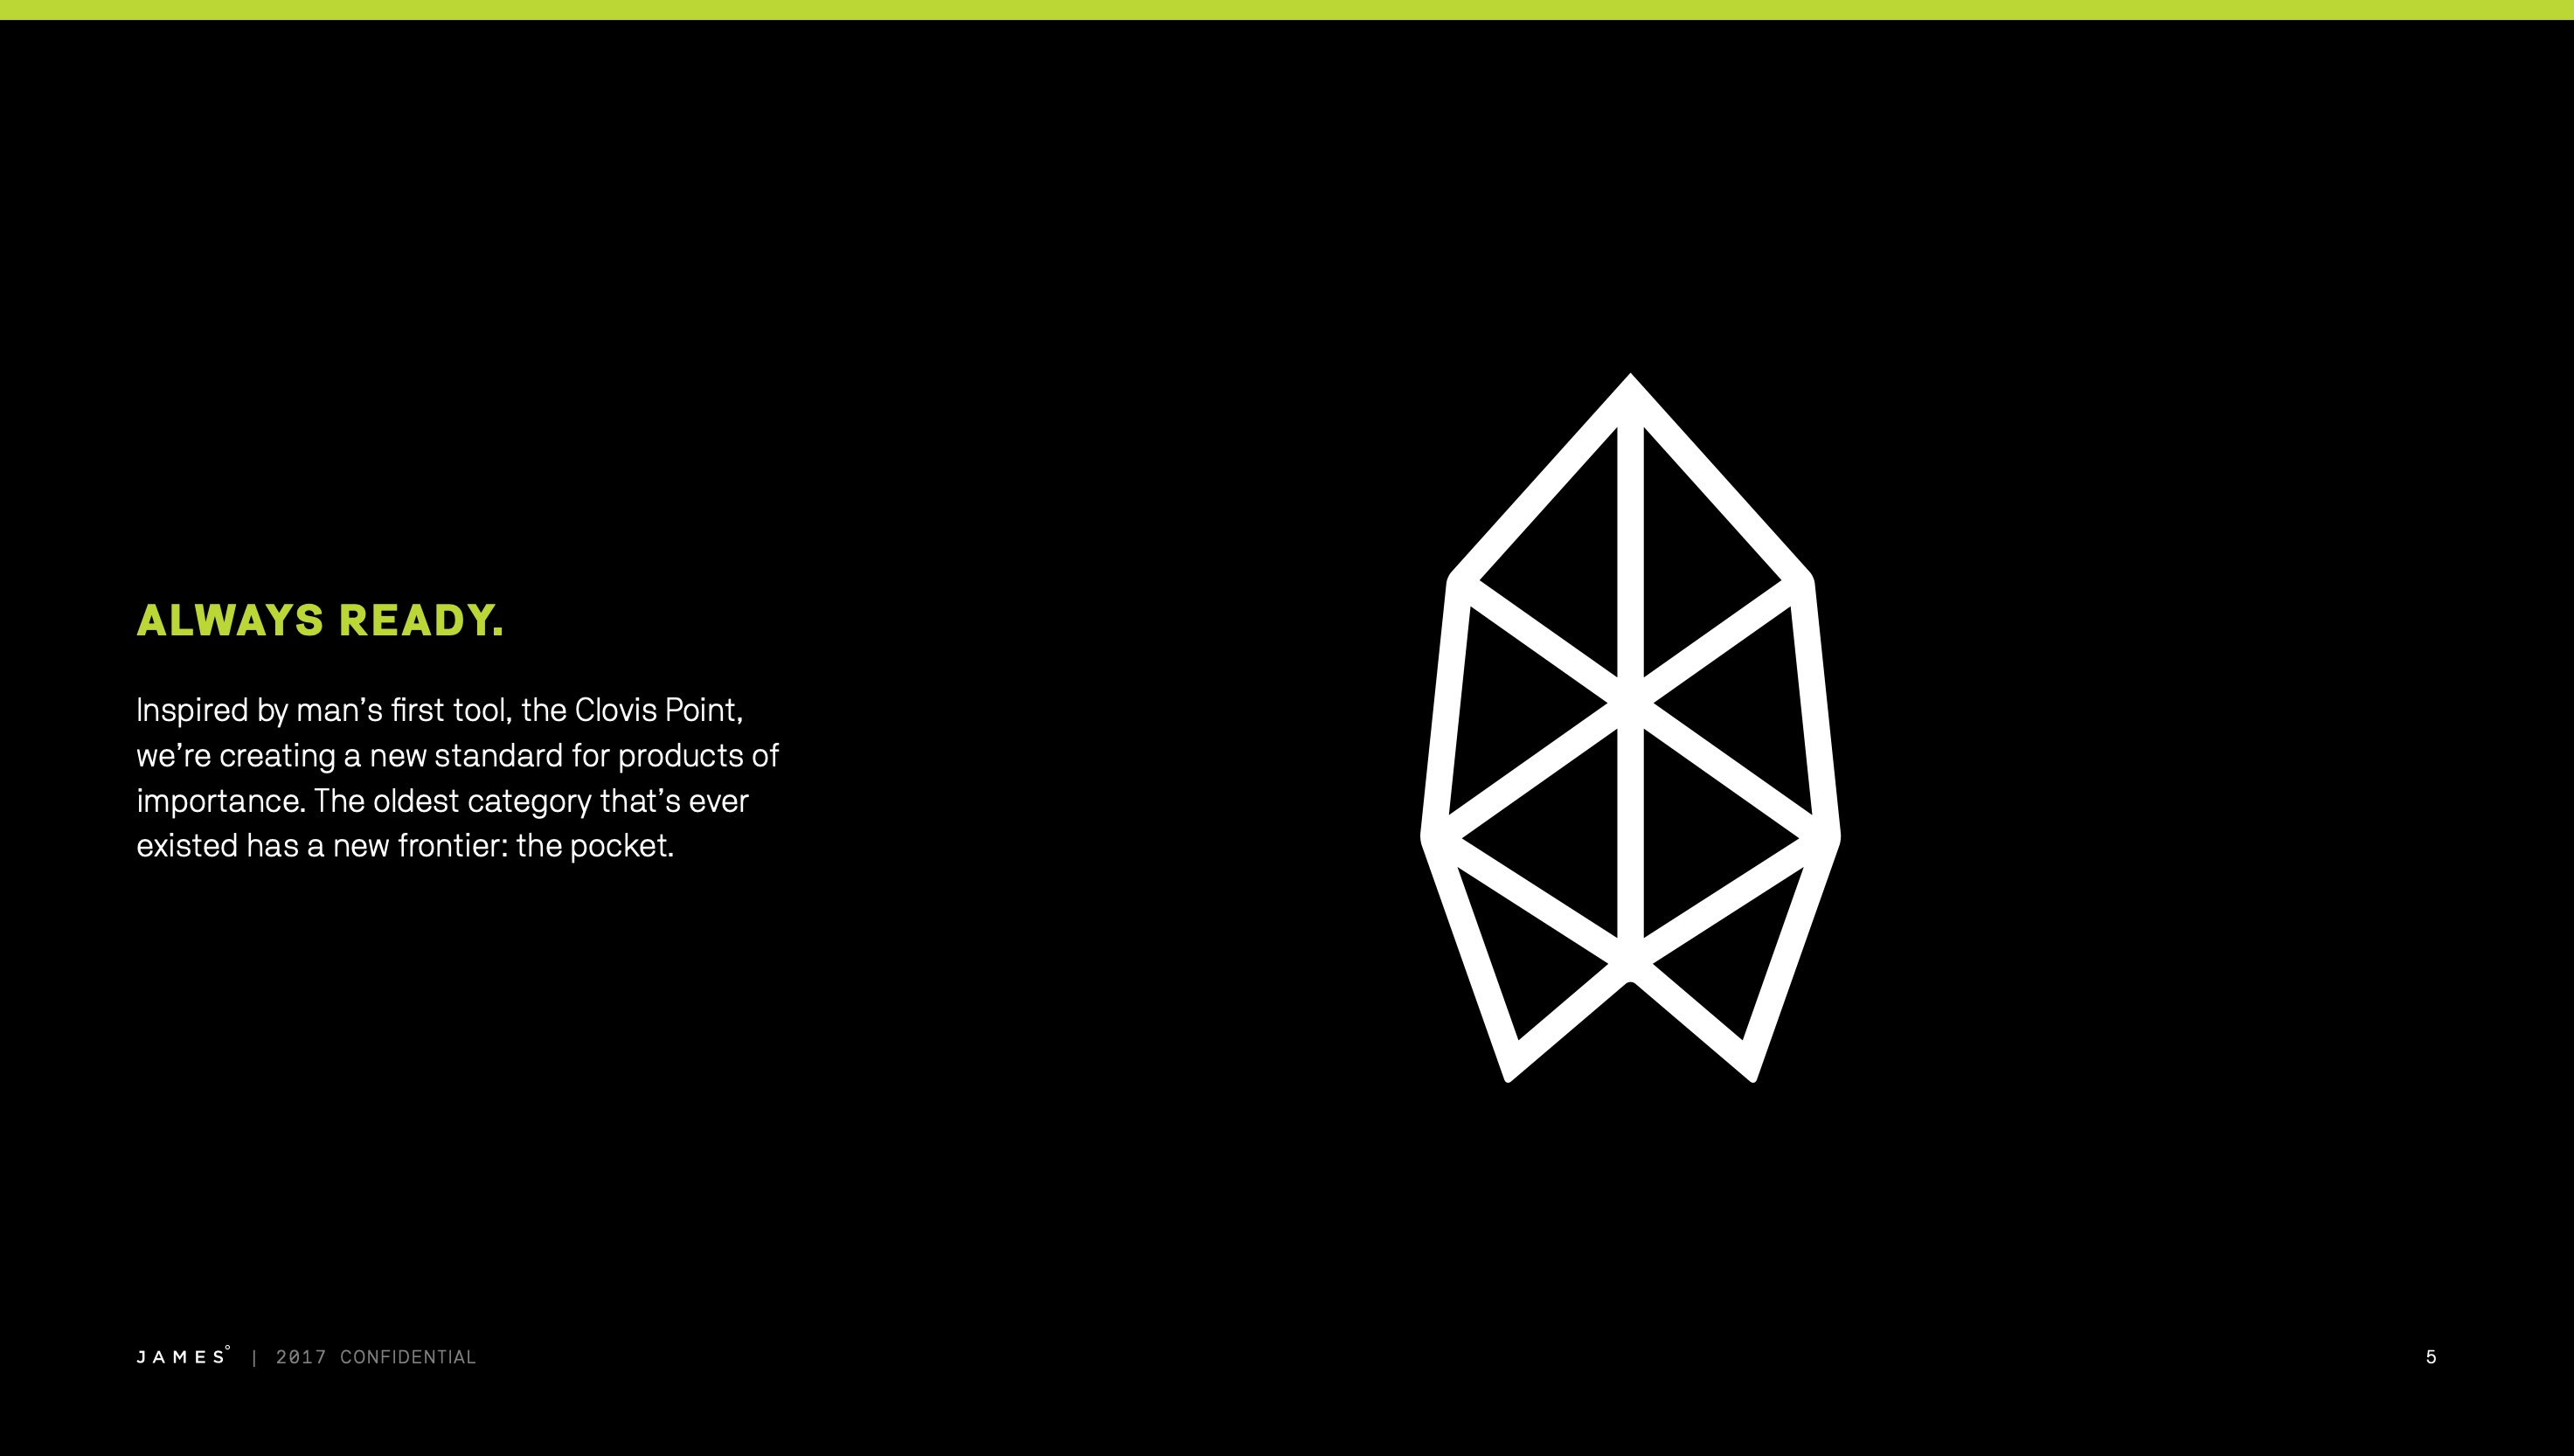 ALWAYS READY.
Inspired by man’s first tool, the Clovis Point,
we’re creating a new standard for products of
importance. The oldest category that’s ever
existed has a new frontier: the pocket.
JAMES° | 2017 CONFIDENTIAL
5